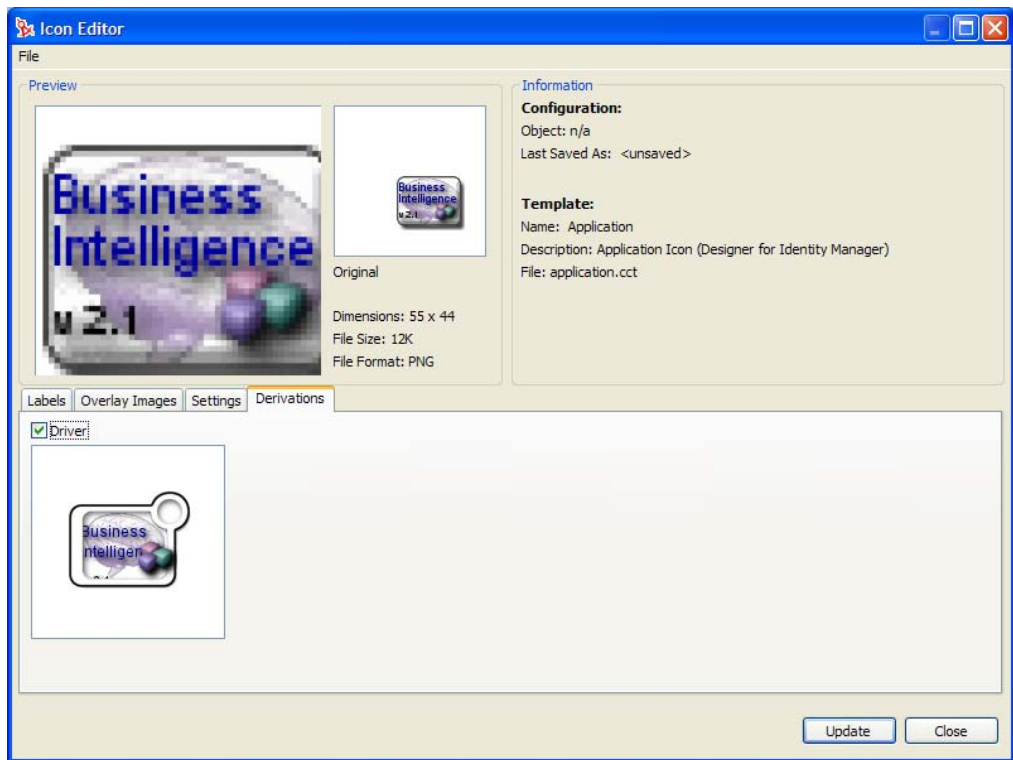 Icon Editor
File
Preview
Business
Intelligence
v 2.1
Business
Intelligence
v 2.1
Original
Dimensions: 55 x 44
File Size: 12K
File Format: PNG
Information
Configuration:
Object: n/a
Last Saved As: <unsaved>
Template:
Name: Application
Description: Application Icon (Designer for Identity Manager)
File: application.cct
Labels Overlay Images Settings Derivations
Driver
Business
ntelligen
Update Close